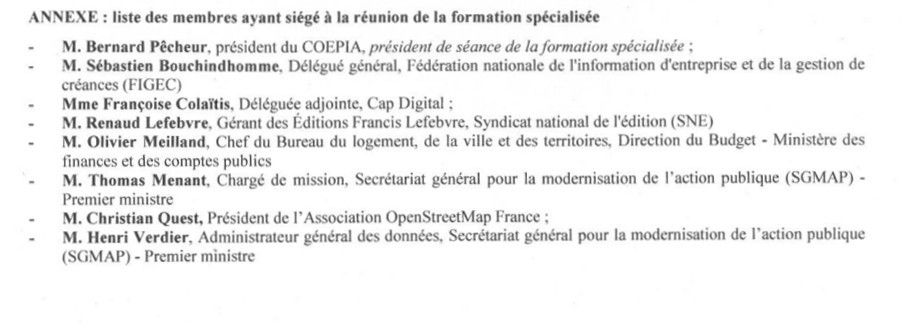 ANNEXE : liste des membres ayant siégé à la réunion de la formation spécialisée
- M. Bernard Pêcheur, président du COEPIA, président de séance de la formation spécialisée ;
- M. Sébastien Bouchindhomme, Délégué général, Fédération nationale de l'information d'entreprise et de la gestion de
créances (FIGEC)
- Mme Françoise Colaïtis, Déléguée adjointe, Cap Digital ;
- M. Renaud Lefebvre, Gérant des Éditions Francis Lefebvre, Syndicat national de l'édition (SNE)
- M. Olivier Meilland, Chef du Bureau du logement, de la ville et des territoires, Direction du Budget - Ministère des
finances et des comptes publics
- M. Thomas Menant, Chargé de mission, Secrétariat général pour la modernisation de l'action publique (SGMAP) -
Premier ministre
- M. Christian Quest, Président de l'Association OpenStreetMap France ;
- M. Henri Verdier, Administrateur général des données, Secrétariat général pour la modernisation de l'action publique
(SGMAP) - Premier ministre